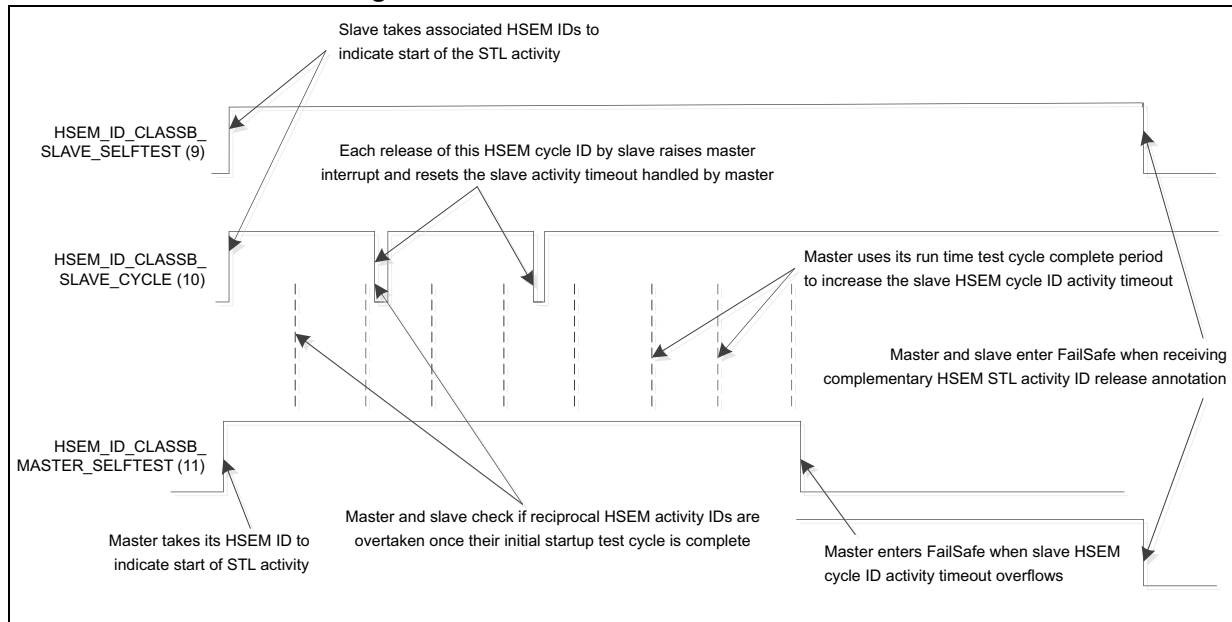 Slave takes associated HSEM IDs to
indicate start of the STL activity
HSEM_ID_CLASSB_
SLAVE_SELFTEST (9)
Each release of this HSEM cycle ID by slave raises master
interrupt and resets the slave activity timeout handled by master
HSEM_ID_CLASSB_
SLAVE_CYCLE (10)
Master uses its run time test cycle complete period
to increase the slave HSEM cycle ID activity timeout
Master and slave enter FailSafe when receiving
complementary HSEM STL activity ID release annotation
HSEM_ID_CLASSB_
MASTER_SELFTEST (11)
Master takes its HSEM ID to
indicate start of STL activity
Master and slave check if reciprocal HSEM activity IDs are
overtaken once their initial startup test cycle is complete
Master enters FailSafe when slave HSEM
cycle ID activity timeout overflows